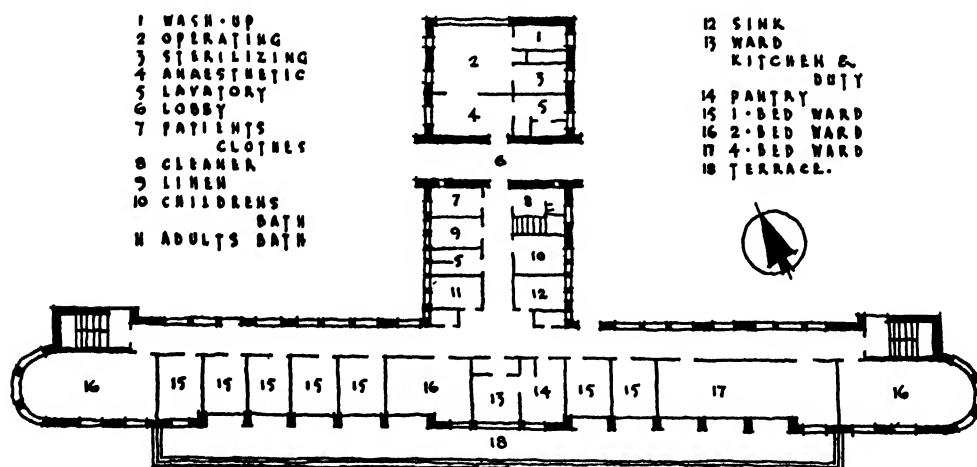 1 WASH-UP
2 OPERATING
3 STERILIZING
4 ANAESTHETIC
5 LAVATORY
6 LOBBY
7 PATIENTS
CLOTHES
8 CLEANER
9 LINEN
10 CHILDRENS
BATH
11 ADULTS BATH
12 SINK
13 WARD
KITCHEN &
DUTY
14 PANTRY
15 1-BED WARD
16 2-BED WARD
17 4-BED WARD
18 TERRACE.
1
2
3
4 5
6
7 8
9
10
5
11 12
16 15 15 15 15 15 16 13 14 15 15 17 16
18